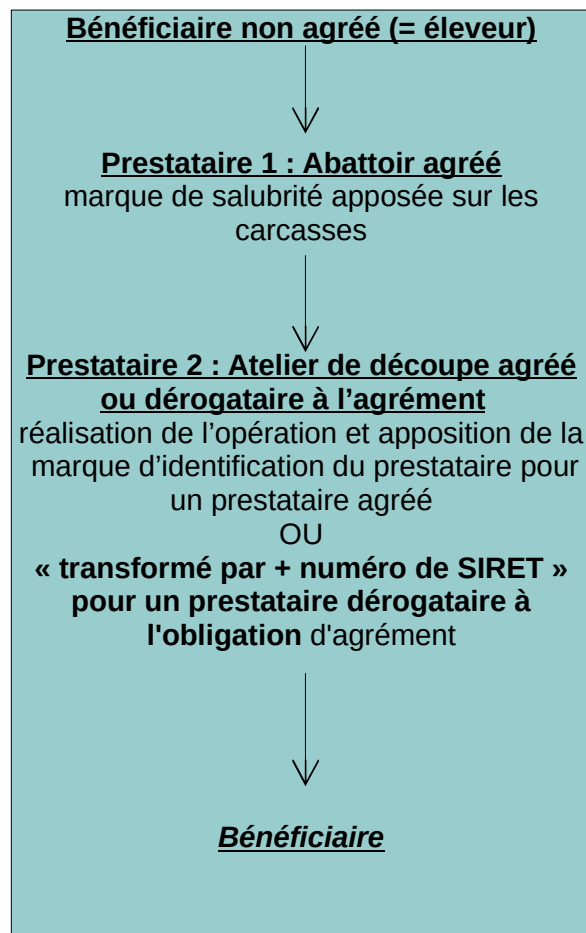 Bénéficiaire non agréé (= éleveur)
Prestataire 1 : Abattoir agréé
marque de salubrité apposée sur les
carcasses
Prestataire 2 : Atelier de découpe agréé
ou dérogataire à l’agrément
réalisation de l’opération et apposition de la
marque d’identification du prestataire pour
un prestataire agréé
OU
« transformé par + numéro de SIRET »
pour un prestataire dérogataire à
l'obligation d'agrément
Bénéficiaire